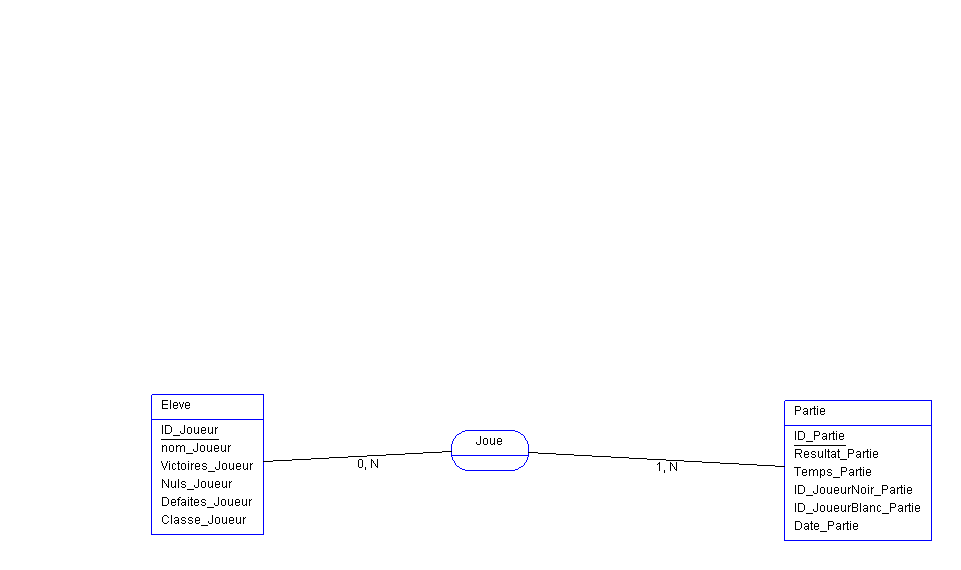 Eleve
ID_Joueur
nom_Joueur
Victoires_Joueur
Nuls_Joueur
Defaites_Joueur
Classe_Joueur
0, N
Joue
1, N
Partie
ID_Partie
Resultat_Partie
Temps_Partie
ID_JoueurNoir_Partie
ID_JoueurBlanc_Partie
Date_Partie